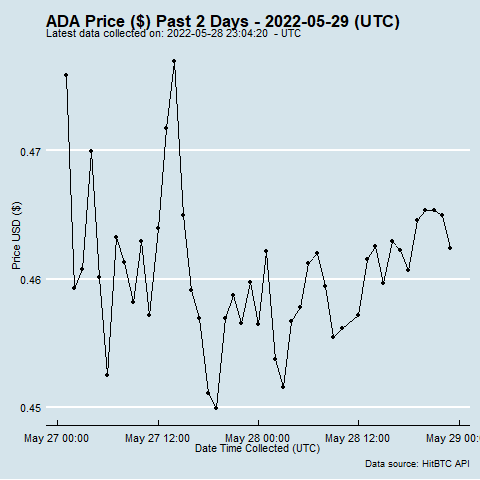 ADA Price ($) Past 2 Days - 2022-05-29 (UTC)
Latest data collected on: 2022-05-28 23:04:20 - UTC
0.47
0.46
0.45
Price USD ($)
May 27 00:00 May 27 12:00 May 28 00:00 May 28 12:00 May 29 00:
Date Time Collected (UTC)
Data source: HitBTC API